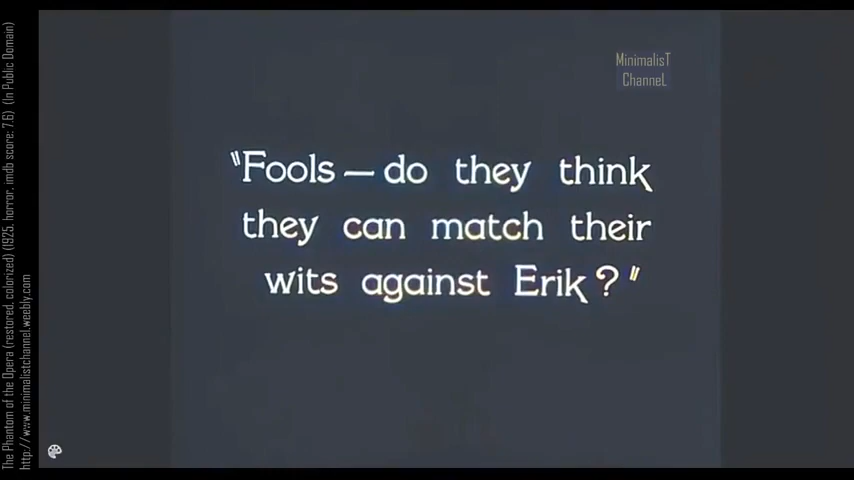 "Fools — do they think
they can match their
wits against Erik?"
MinimalisT
ChanneL
The Phantom of the Opera (restored, colorized) (1925, horror, imdb score: 7.6) (In Public Domain)
http://www.minimalistchannel.weebly.com